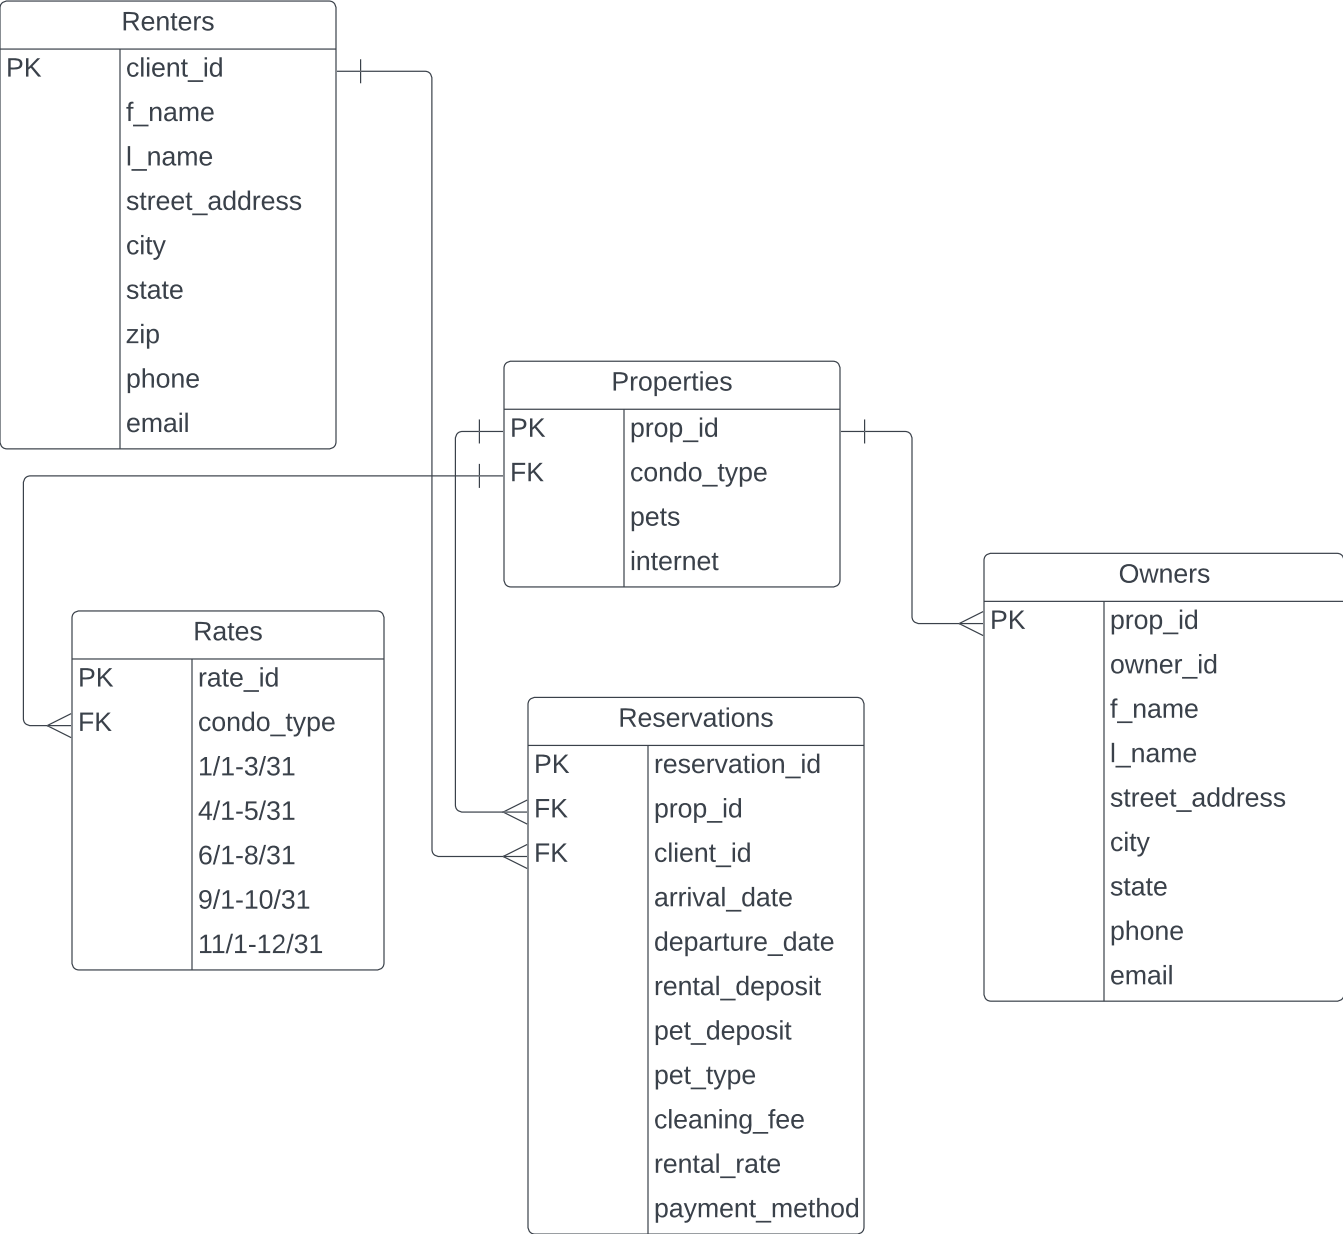 Renters
PK client_id
f_name
l_name
street_address
city
state
zip
phone
email
Properties
PK prop_id
FK condo_type
pets
internet
Rates
PK rate_id
FK condo_type
1/1-3/31
4/1-5/31
6/1-8/31
9/1-10/31
11/1-12/31
Reservations
PK reservation_id
FK prop_id
FK client_id
arrival_date
departure_date
rental_deposit
pet_deposit
pet_type
cleaning_fee
rental_rate
payment_method
Owners
PK prop_id
owner_id
f_name
l_name
street_address
city
state
phone
email